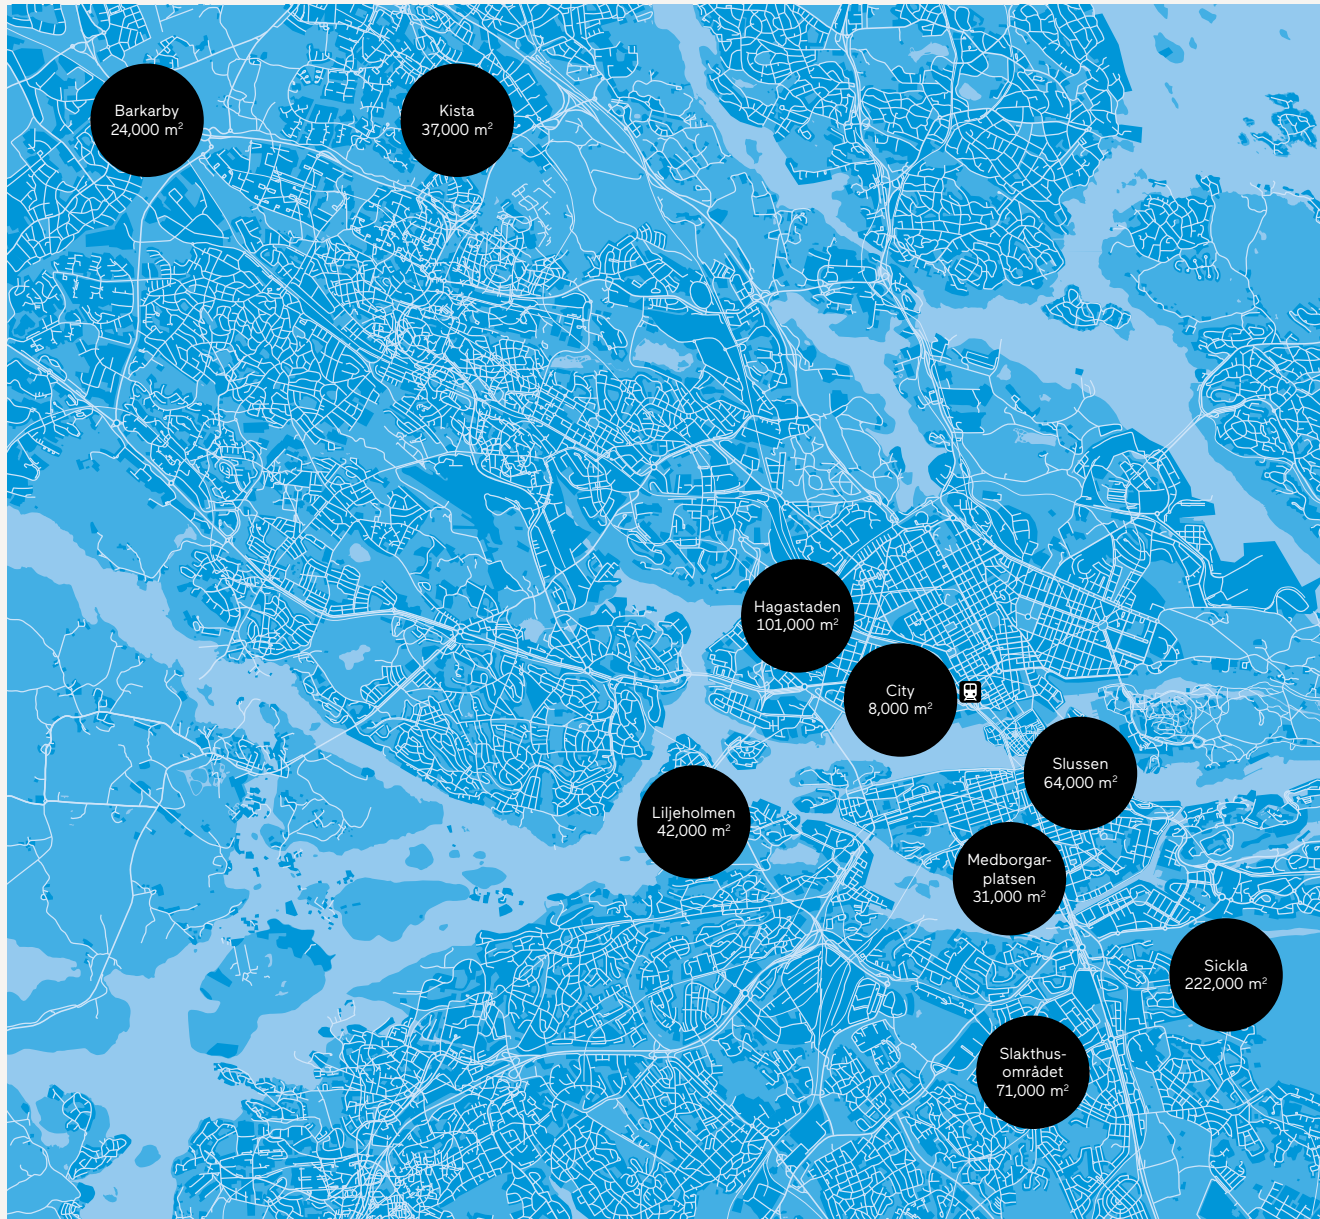 Barkarby
24,000 m²
Kista
37,000 m²
Hagastaden
101,000 m²
City
8,000 m²
Slussen
64,000 m²
Liljeholmen
42,000 m²
Medborgar-
platsen
31,000 m²
Sickla
222,000 m²
Slakthus-
området
71,000 m²